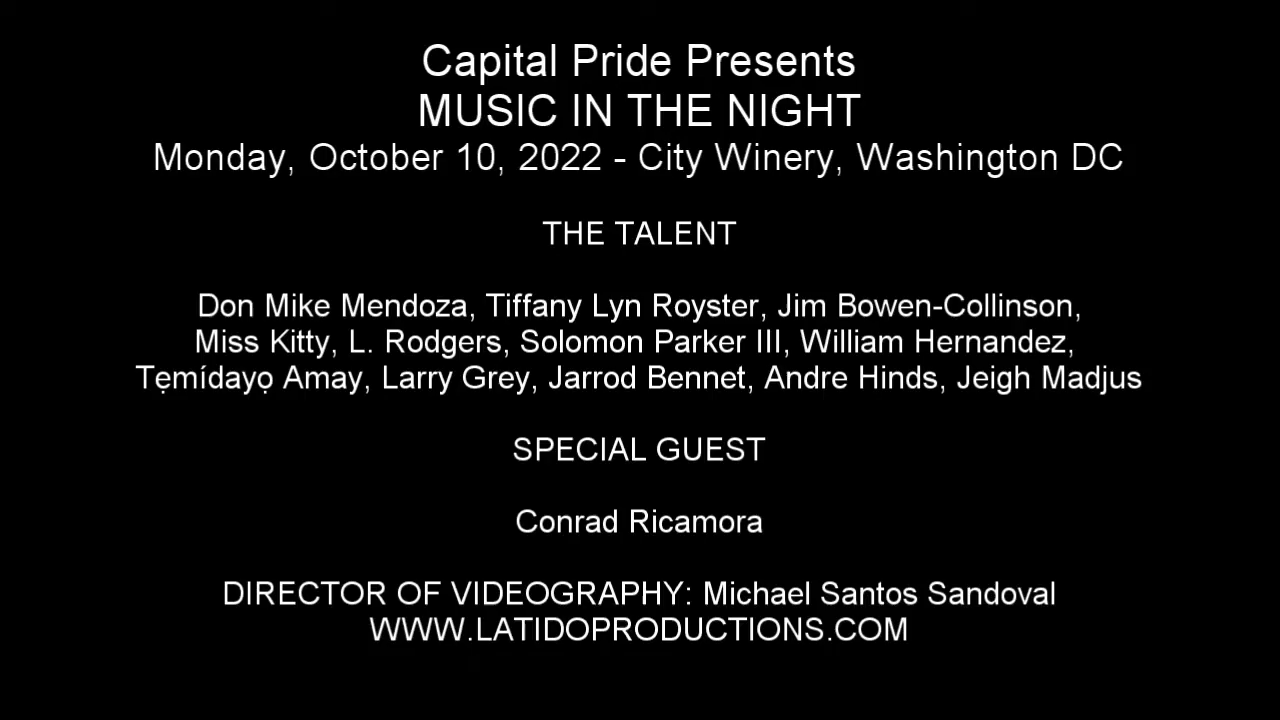 Capital Pride Presents
MUSIC IN THE NIGHT
Monday, October 10, 2022 - City Winery, Washington DC
THE TALENT
Don Mike Mendoza, Tiffany Lyn Royster, Jim Bowen-Collinson,
Miss Kitty, L. Rodgers, Solomon Parker III, William Hernandez,
Tẹmídayọ Amay, Larry Grey, Jarrod Bennet, Andre Hinds, Jeigh Madjus
SPECIAL GUEST
Conrad Ricamora
DIRECTOR OF VIDEOGRAPHY: Michael Santos Sandoval
WWW.LATIDOPRODUCTIONS.COM